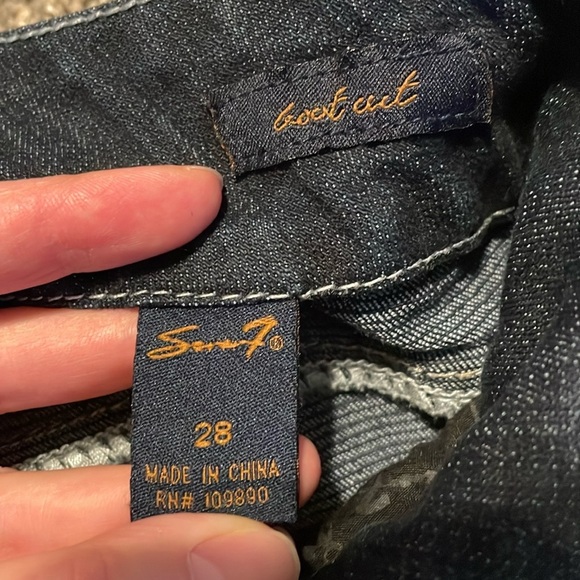 boot cut
Seven7®
28
MADE IN CHINA
RN# 109890